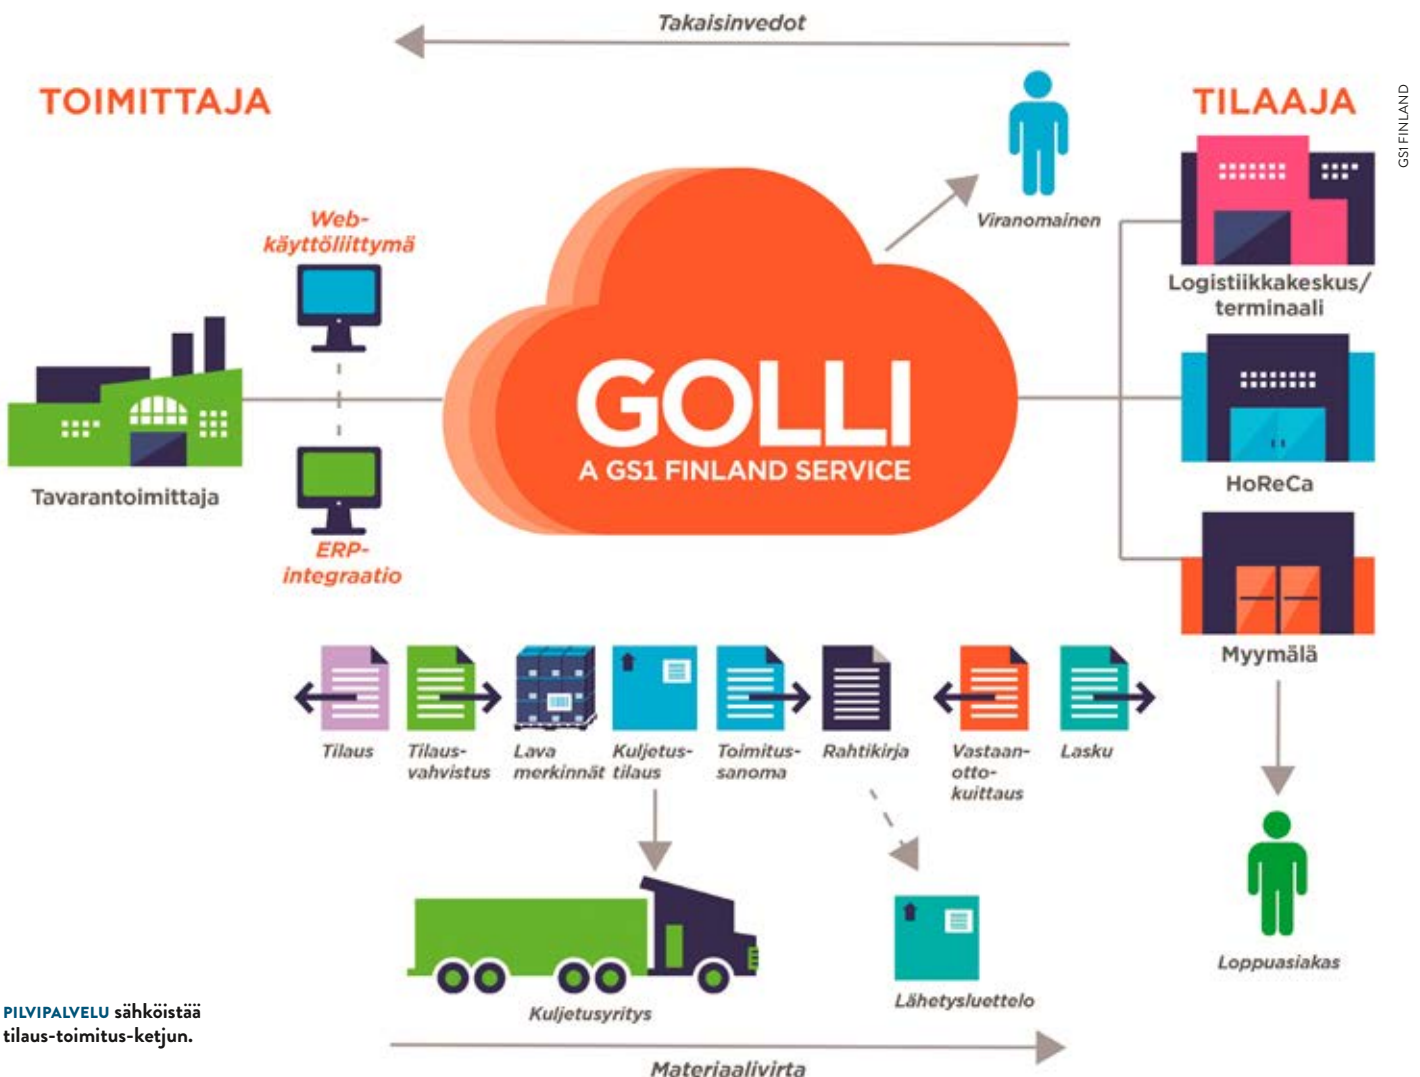 Takaisinvedot
TOIMITTAJA
TILAAJA
GS1 FINLAND
Web-
käyttöliittymä
Viranomainen
Logistiikkakeskus/
terminaali
GOLLI
A GS1 FINLAND SERVICE
Tavarantoimittaja
HoReCa
ERP-
integraatio
Myymälä
Tilaus
Tilaus-
vahvistus
Lava
merkinnät
Kuljetus-
tilaus
Toimitus-
sanoma
Rahtikirja
Vastaan-
otto-
kuittaus
Lasku
Kuljetusyritys
Lähetysluettelo
Loppuasiakas
PILVIPALVELU sähköistää
tilaus-toimitus-ketjun.
Materiaalivirta